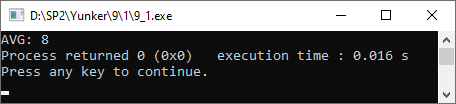 D:\SP2\Yunker\9\1\9_1.exe
AVG: 8
Process returned 0 (0x0)   execution time : 0.016 s
Press any key to continue.